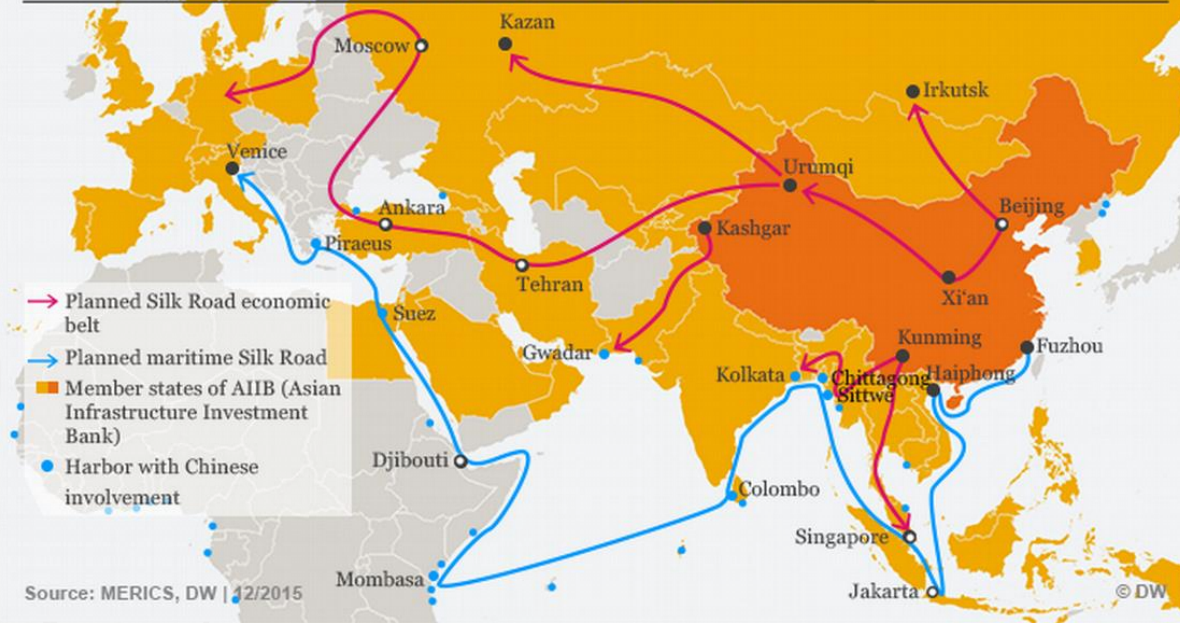 Kazan
Moscow
Irkutsk
Venice
Urumqi
Ankara
Beijing
Piraeus
Kashgar
Tehran
Xi‘an
Planned Silk Road economic
belt
Suez
Kunming
Gwadar
Fuzhou
Planned maritime Silk Road
Kolkata
Chittagong
Haiphong
Member states of AIIB (Asian
Infrastructure Investment
Bank)
Sittwe
Harbor with Chinese
involvement
Djibouti
Colombo
Singapore
Mombasa
Jakarta
Source: MERICS, DW | 12/2015
© DW